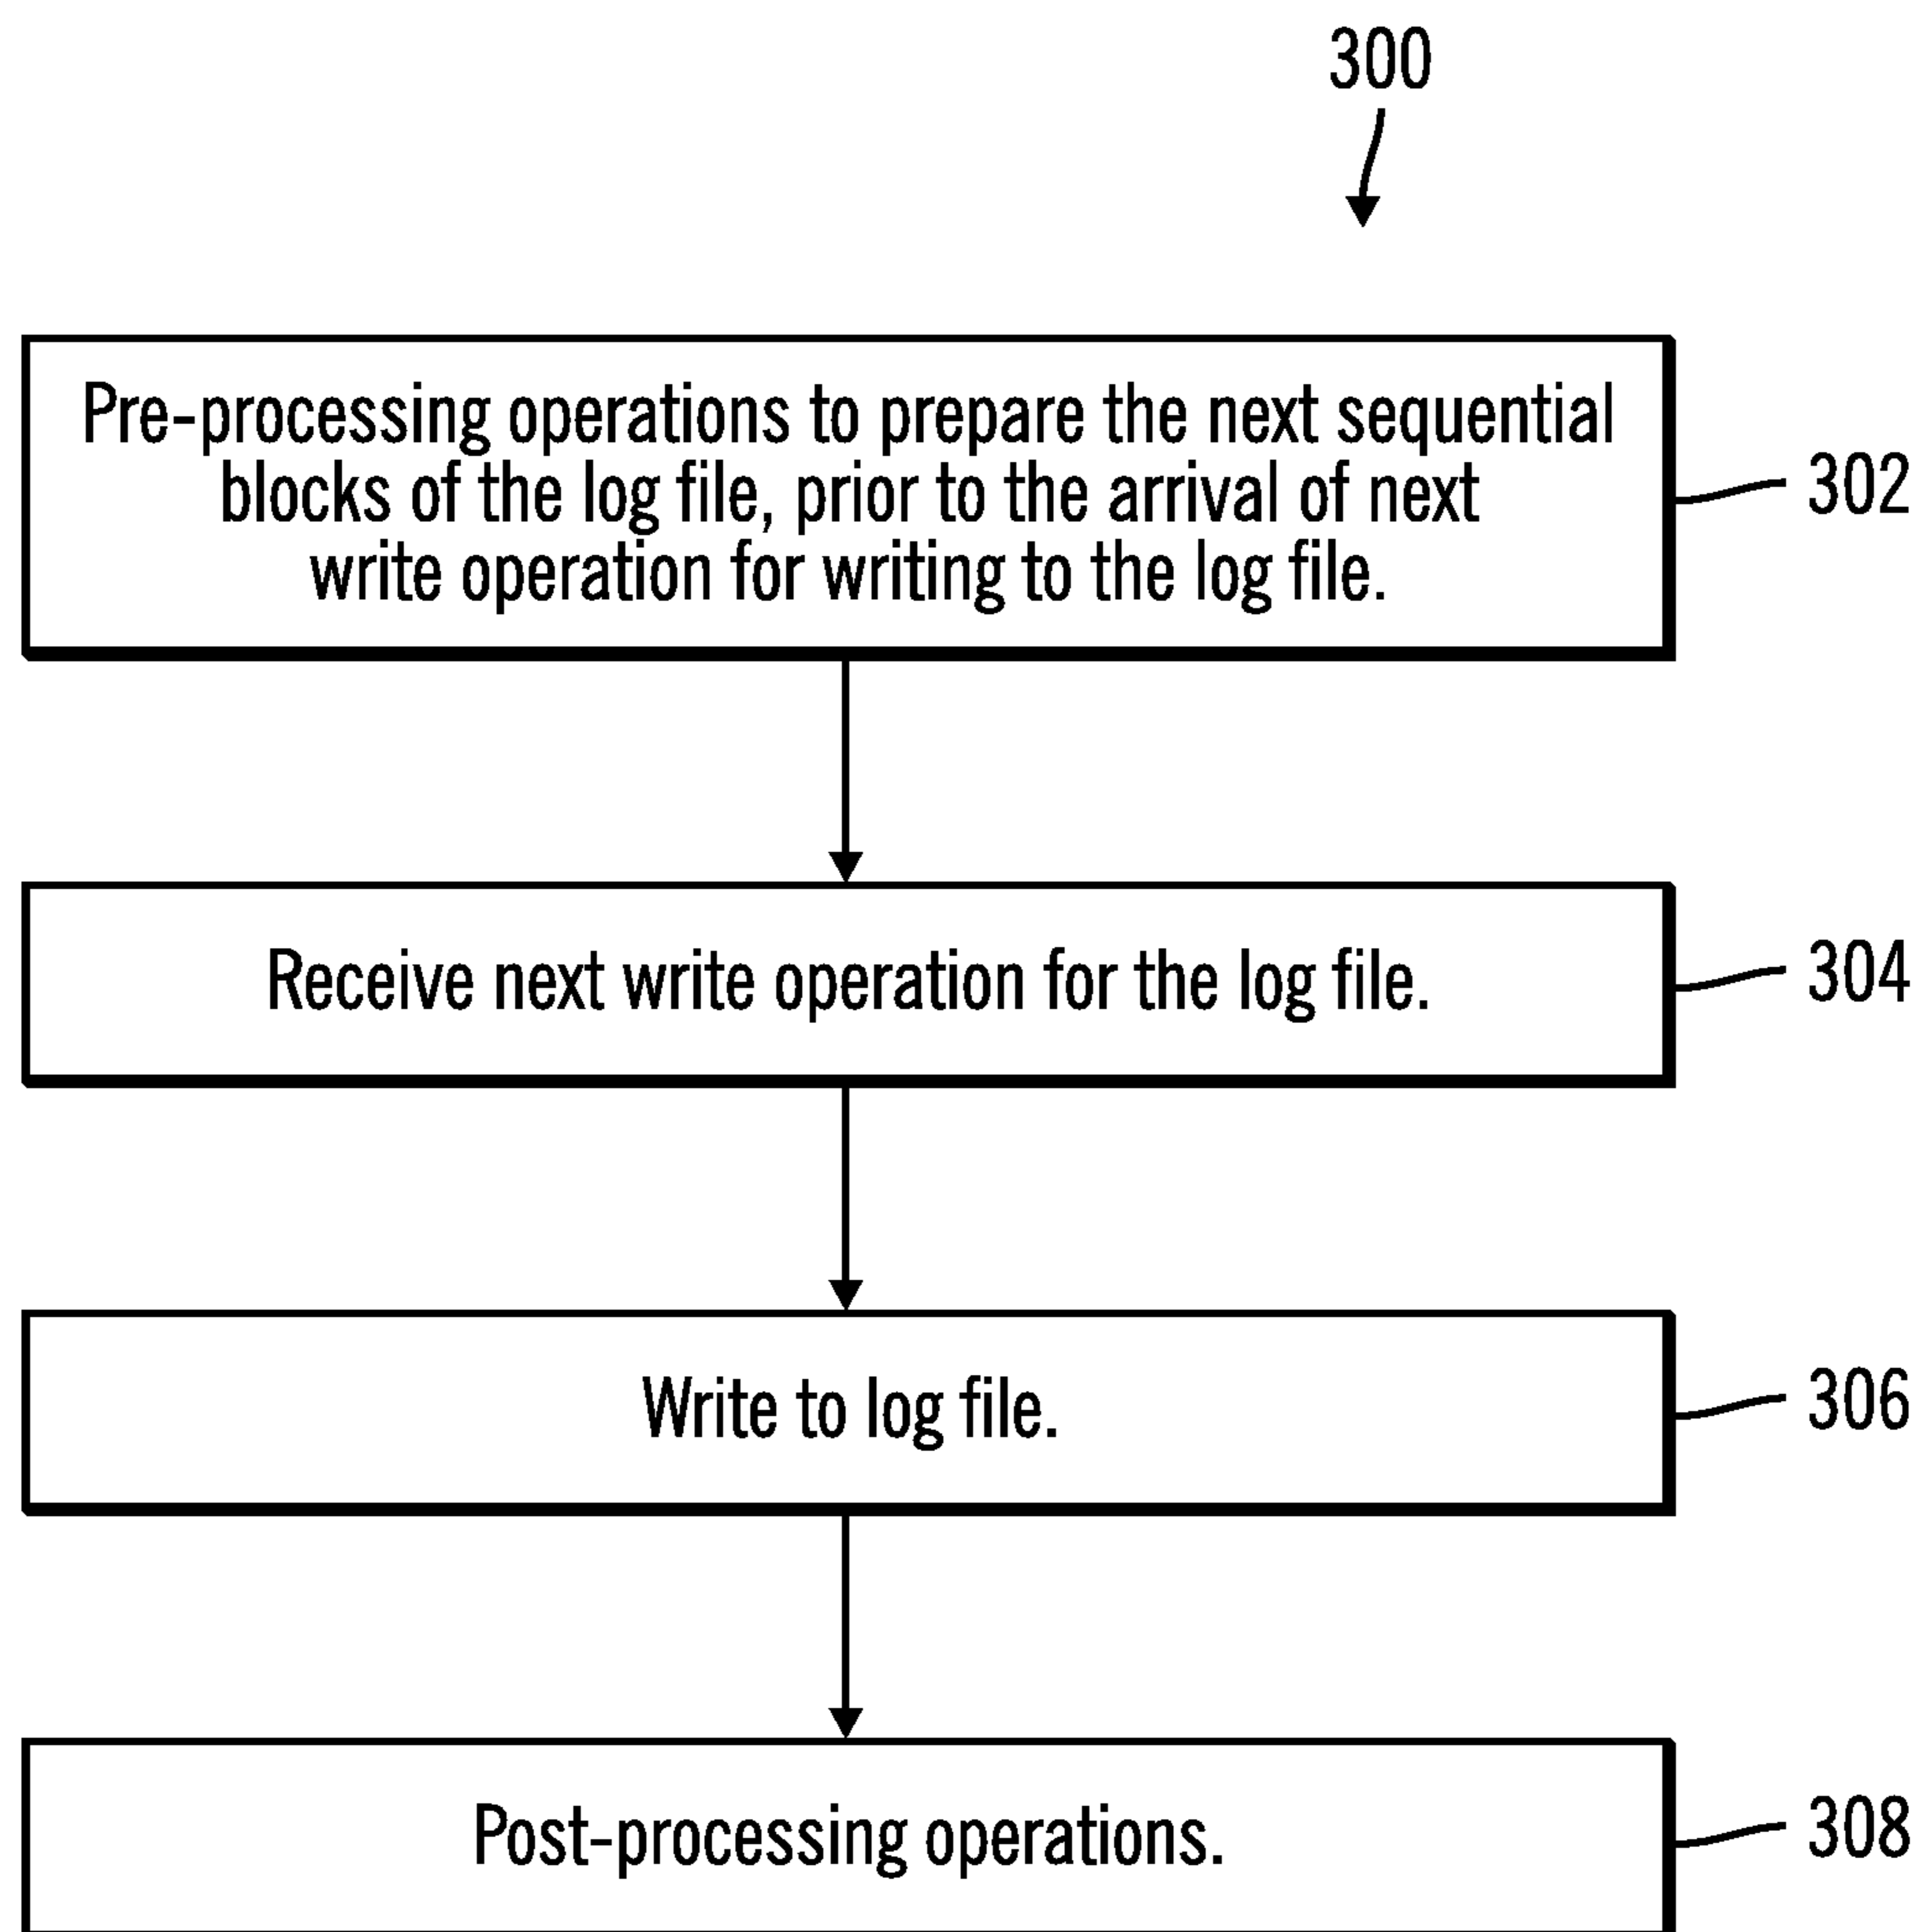 300
Pre-processing operations to prepare the next sequential
blocks of the log file, prior to the arrival of next
write operation for writing to the log file.
302
Receive next write operation for the log file.
304
Write to log file.
306
Post-processing operations.
308